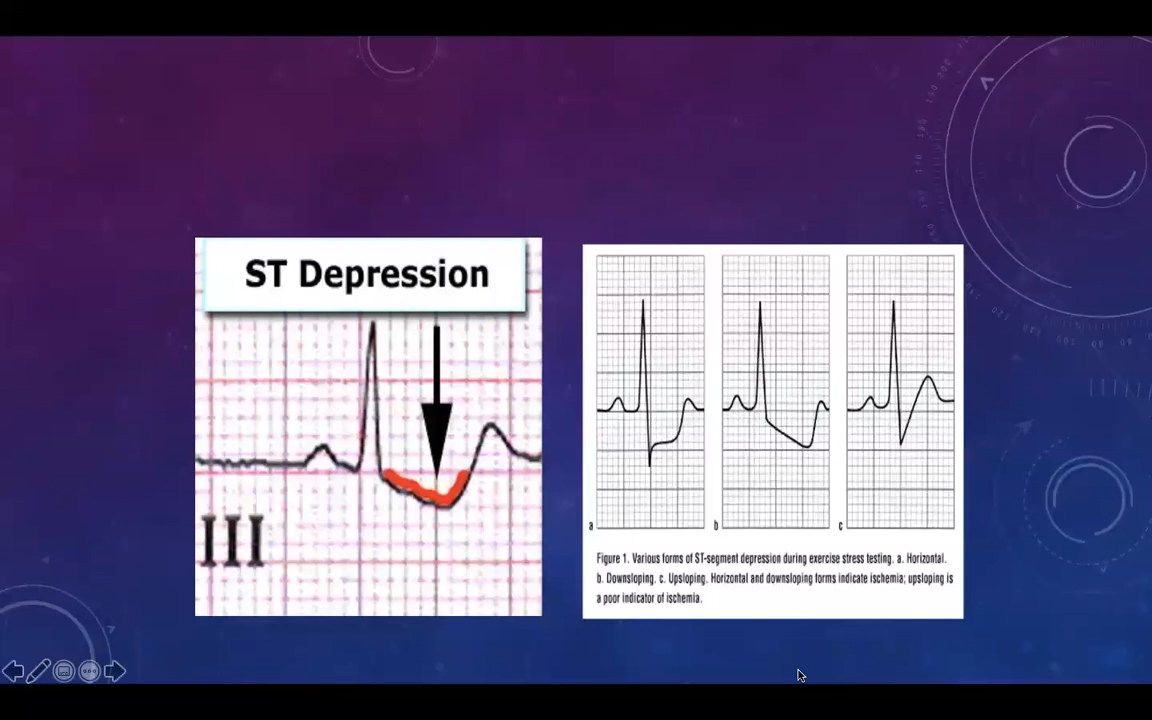 ST Depression
III
a
b
c
Figure 1. Various forms of ST-segment depression during exercise stress testing. a. Horizontal.
b. Downsloping. c. Upsloping. Horizontal and downsloping forms indicate ischemia; upsloping is
a poor indicator of ischemia.